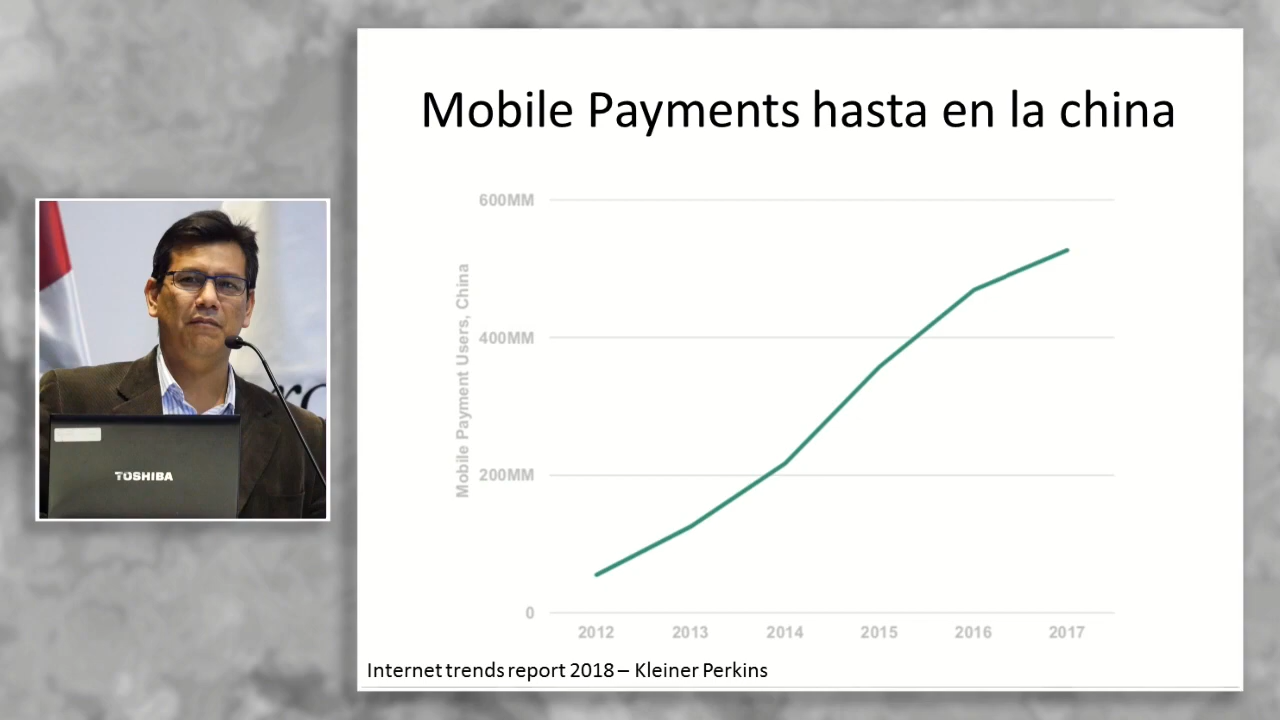 Mobile Payments hasta en la china
600MM
400MM
200MM
0
Mobile Payment Users, China
2012 2013 2014 2015 2016 2017
Internet trends report 2018 – Kleiner Perkins
TOSHIBA